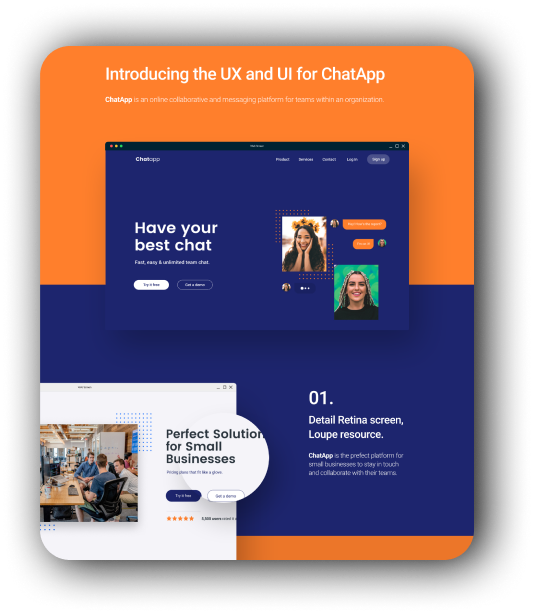 Introducing the UX and UI for ChatApp
ChatApp is an online collaborative and messaging platform for teams within an organization.
Chatapp
Product Services Contact Log In Sign up
Have your
best chat
Fast, easy & unlimited team chat.
Try it free Get a demo
01.
Detail Retina screen,
Loupe resource.
ChatApp is the prefect platform for
small businesses to stay in touch
and collaborate with their teams.
Perfect Solution
for Small
Businesses
Pricing plans that fit like a glove.
Try it free Get a demo
5,500 users